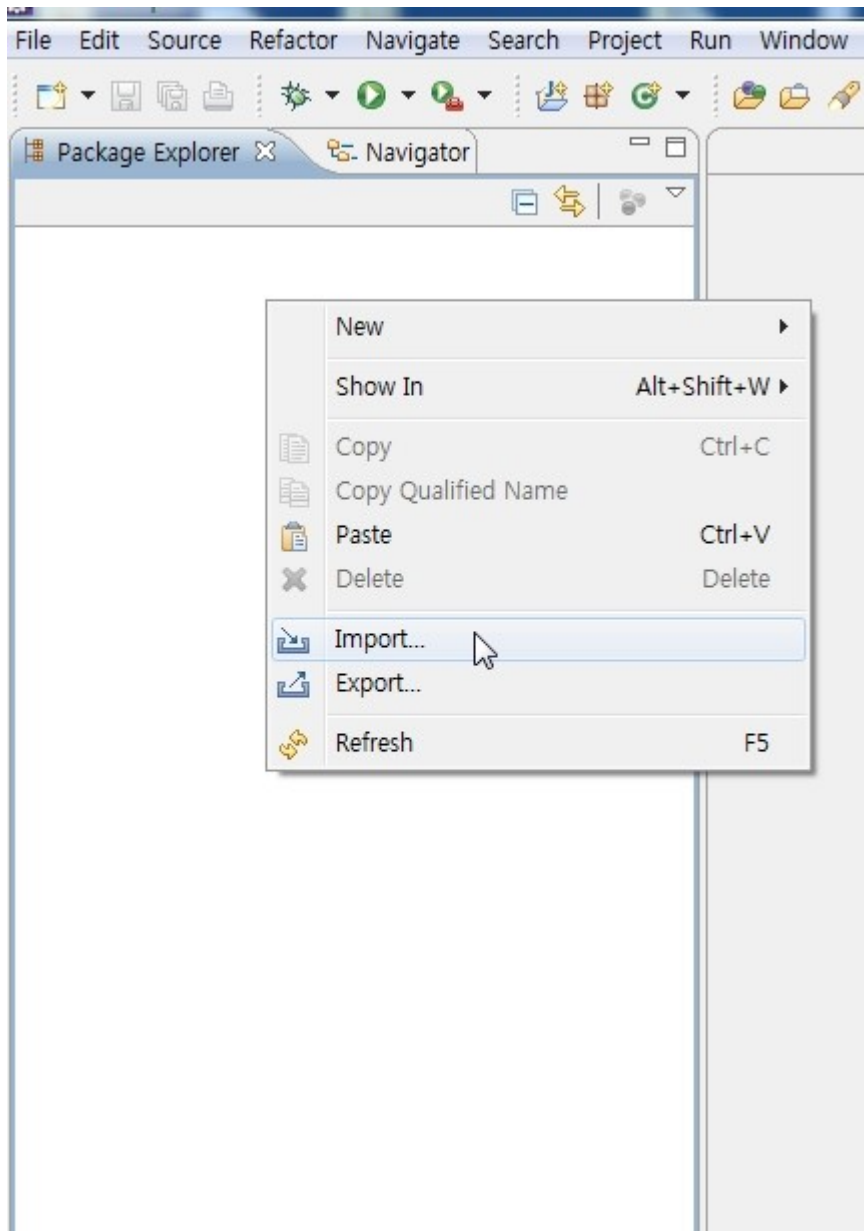 File Edit Source Refactor Navigate Search Project Run Window
Package Explorer Navigator
New
Show In Alt+Shift+W
Copy Ctrl+C
Copy Qualified Name
Paste Ctrl+V
Delete Delete
Import...
Export...
Refresh F5